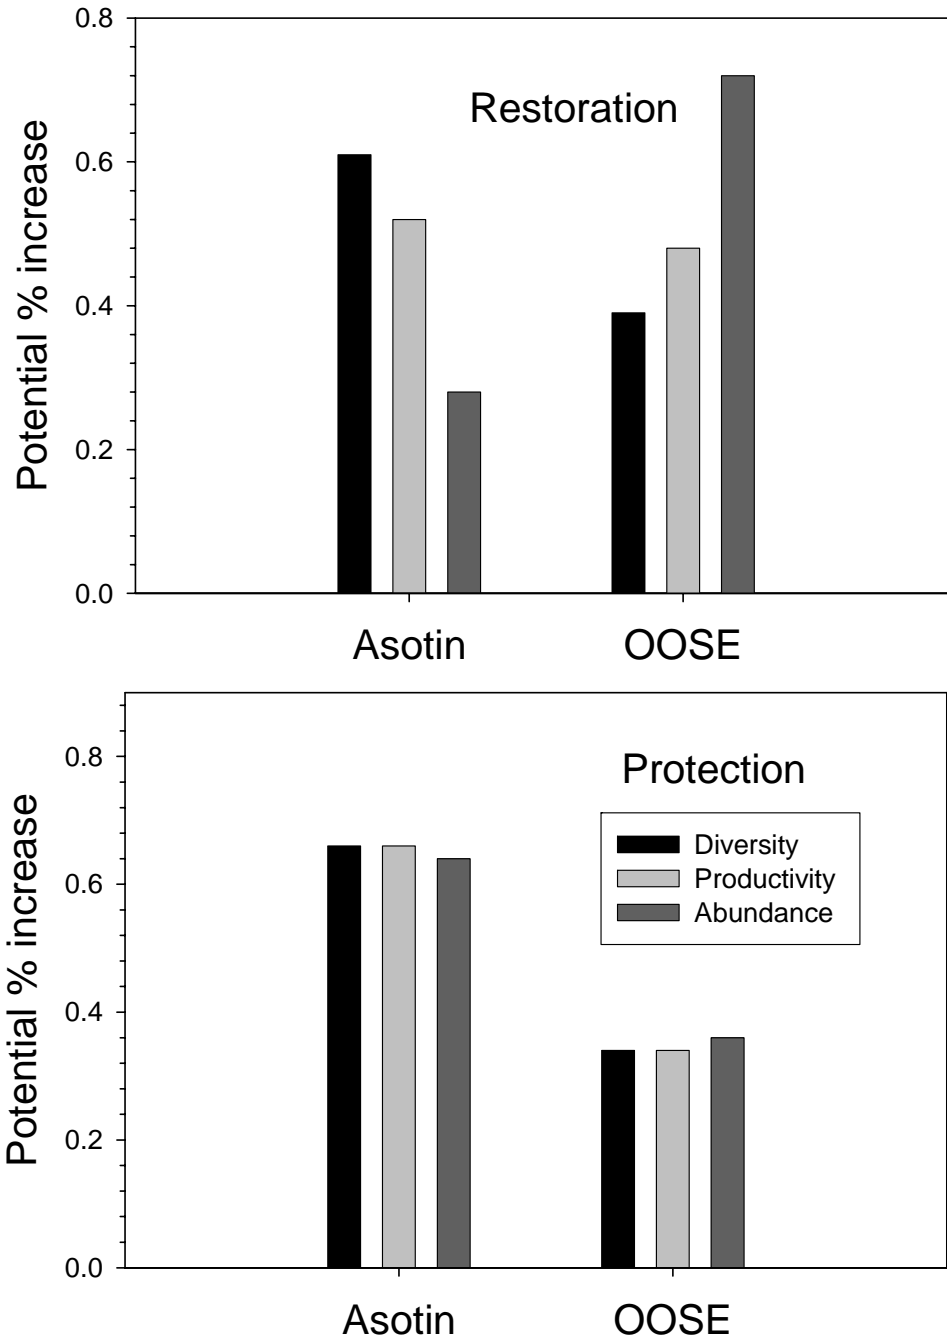 0.8
Restoration
0.6
0.4
0.2
0.0
Potential % increase
Asotin OOSE
0.8
Protection
Diversity
Productivity
Abundance
0.6
0.4
0.2
0.0
Potential % increase
Asotin OOSE